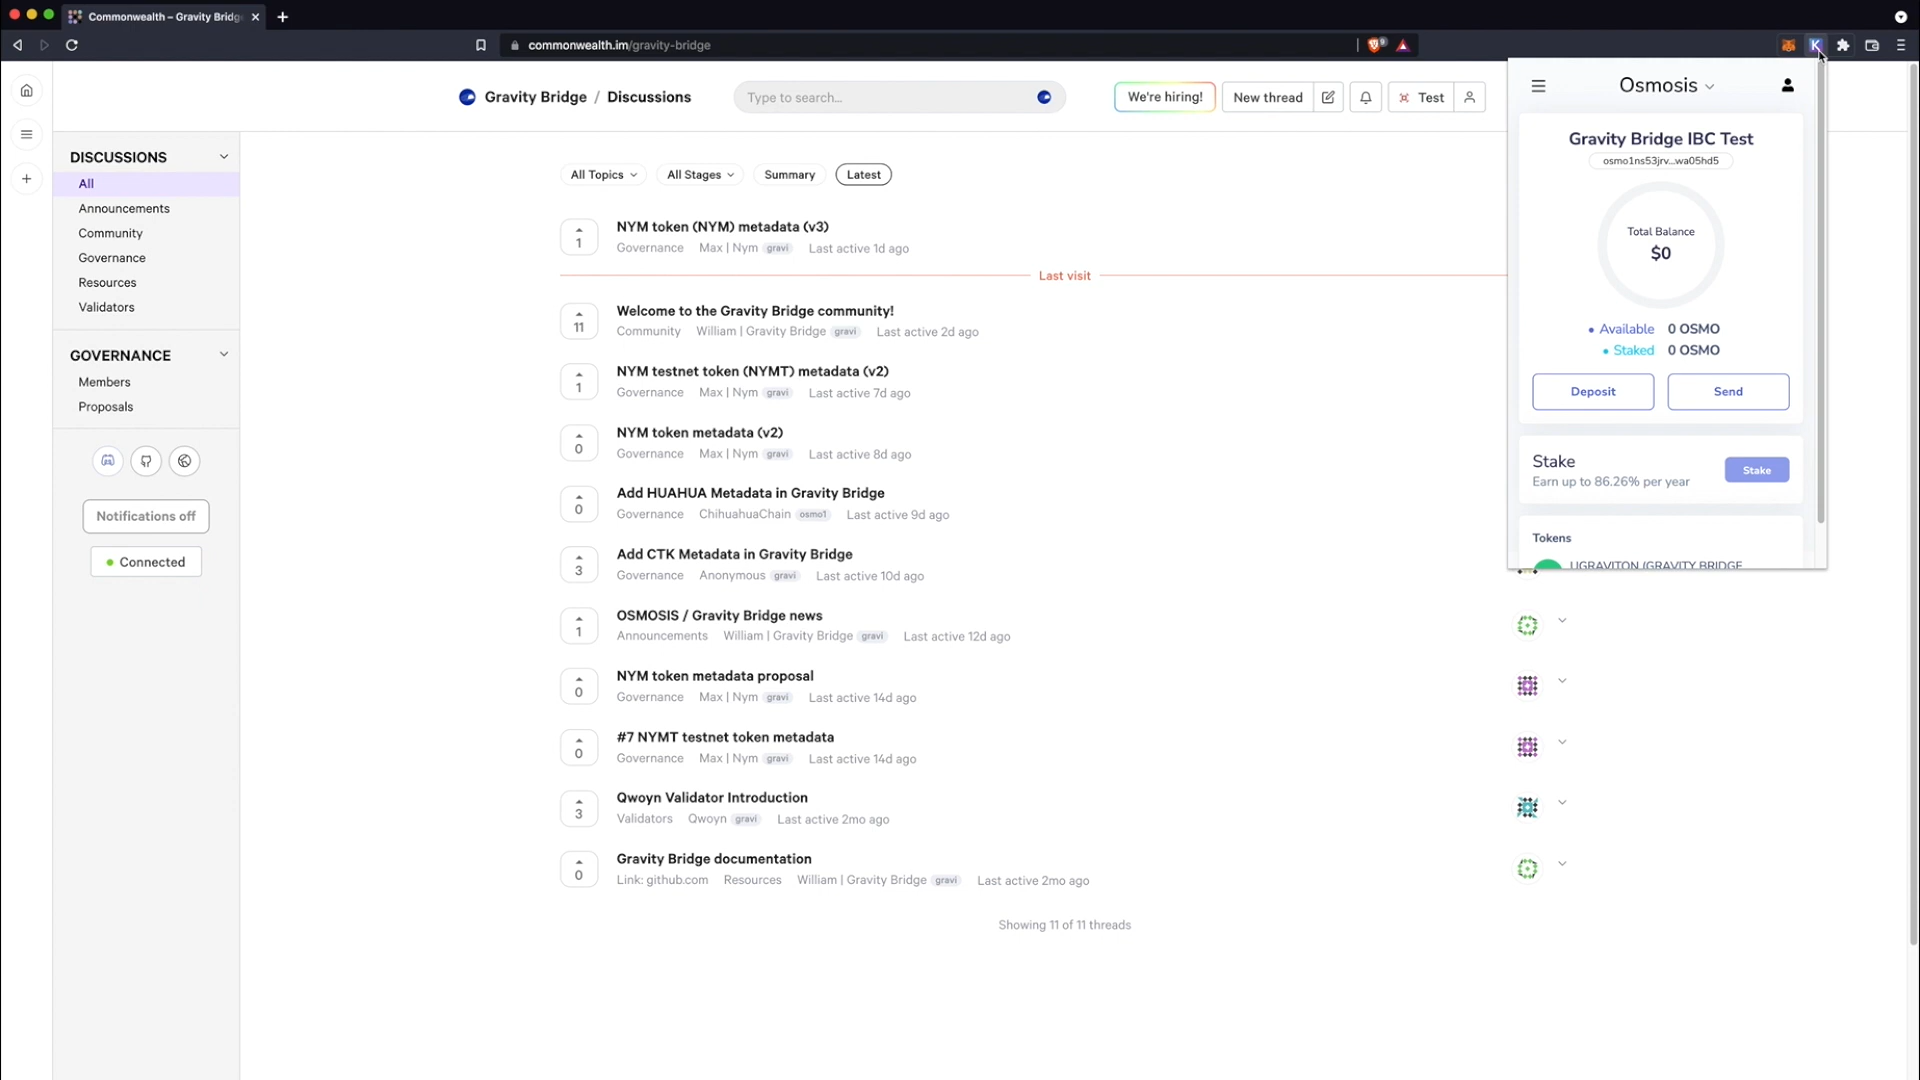 Commonwealth – Gravity Bridg
commonwealth.im/gravity-bridge
Gravity Bridge / Discussions
Type to search...
We're hiring!
New thread
Test
DISCUSSIONS
All
Announcements
Community
Governance
Resources
Validators
GOVERNANCE
Members
Proposals
Notifications off
Connected
All Topics
All Stages
Summary
Latest
1
NYM token (NYM) metadata (v3)
Governance Max | Nym gravi Last active 1d ago
Last visit
11
Welcome to the Gravity Bridge community!
Community William | Gravity Bridge gravi Last active 2d ago
1
NYM testnet token (NYMT) metadata (v2)
Governance Max | Nym gravi Last active 7d ago
0
NYM token metadata (v2)
Governance Max | Nym gravi Last active 8d ago
0
Add HUAHUA Metadata in Gravity Bridge
Governance ChihuahuaChain osmo1 Last active 9d ago
3
Add CTK Metadata in Gravity Bridge
Governance Anonymous gravi Last active 10d ago
1
OSMOSIS / Gravity Bridge news
Announcements William | Gravity Bridge gravi Last active 12d ago
0
NYM token metadata proposal
Governance Max | Nym gravi Last active 14d ago
0
#7 NYMT testnet token metadata
Governance Max | Nym gravi Last active 14d ago
3
Qwoyn Validator Introduction
Validators Qwoyn gravi Last active 2mo ago
0
Gravity Bridge documentation
Link: github.com Resources William | Gravity Bridge gravi Last active 2mo ago
Showing 11 of 11 threads
K
Osmosis
Gravity Bridge IBC Test
osmo1ns53jrv...wa05hd5
Total Balance
$0
Available 0 OSMO
Staked 0 OSMO
Deposit
Send
Stake
Earn up to 86.26% per year
Stake
Tokens
UGRAVITON (GRAVITY BRIDGE